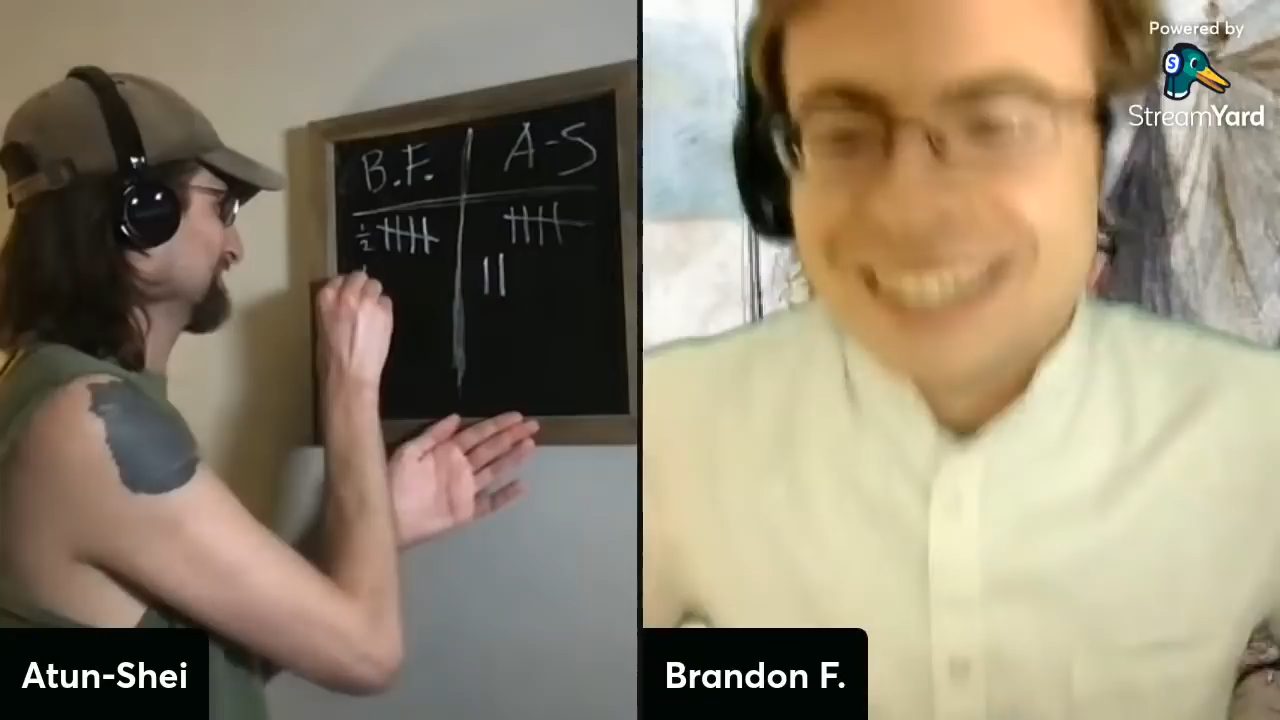 Powered by
StreamYard
B.F. A-S
1/2
Atun-Shei
Brandon F.